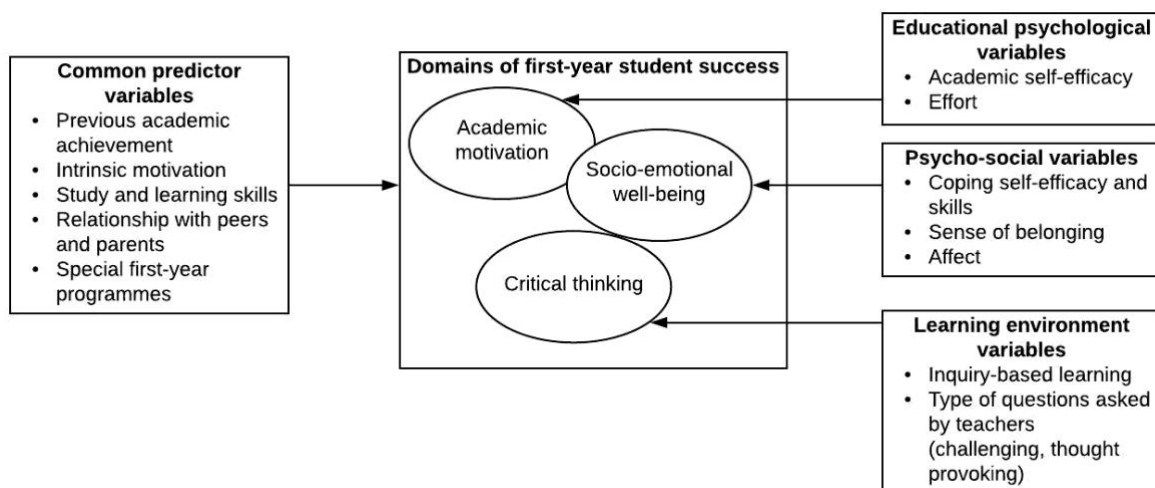 Common predictor
variables
• Previous academic
achievement
• Intrinsic motivation
• Study and learning skills
• Relationship with peers
and parents
• Special first-year
programmes
Domains of first-year student success
Academic
motivation
Socio-emotional
well-being
Critical thinking
Educational psychological
variables
• Academic self-efficacy
• Effort
Psycho-social variables
• Coping self-efficacy and
skills
• Sense of belonging
• Affect
Learning environment
variables
• Inquiry-based learning
• Type of questions asked
by teachers
(challenging, thought
provoking)